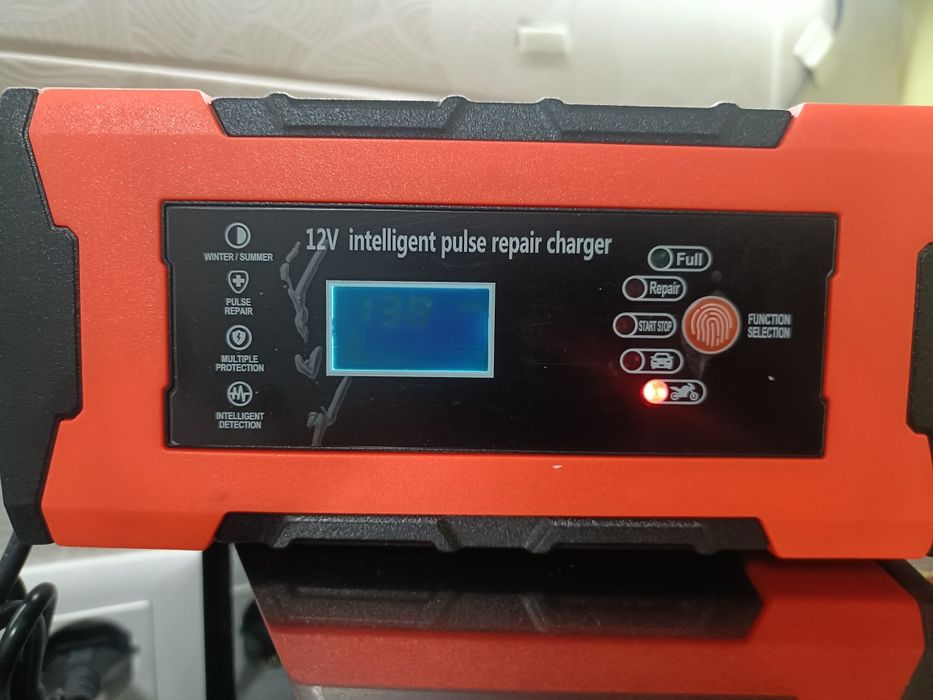 12V intelligent pulse repair charger
WINTER / SUMMER
PULSE
REPAIR
MULTIPLE
PROTECTION
INTELLIGENT
DETECTION
Full
Repair
START STOP
FUNCTION
SELECTION